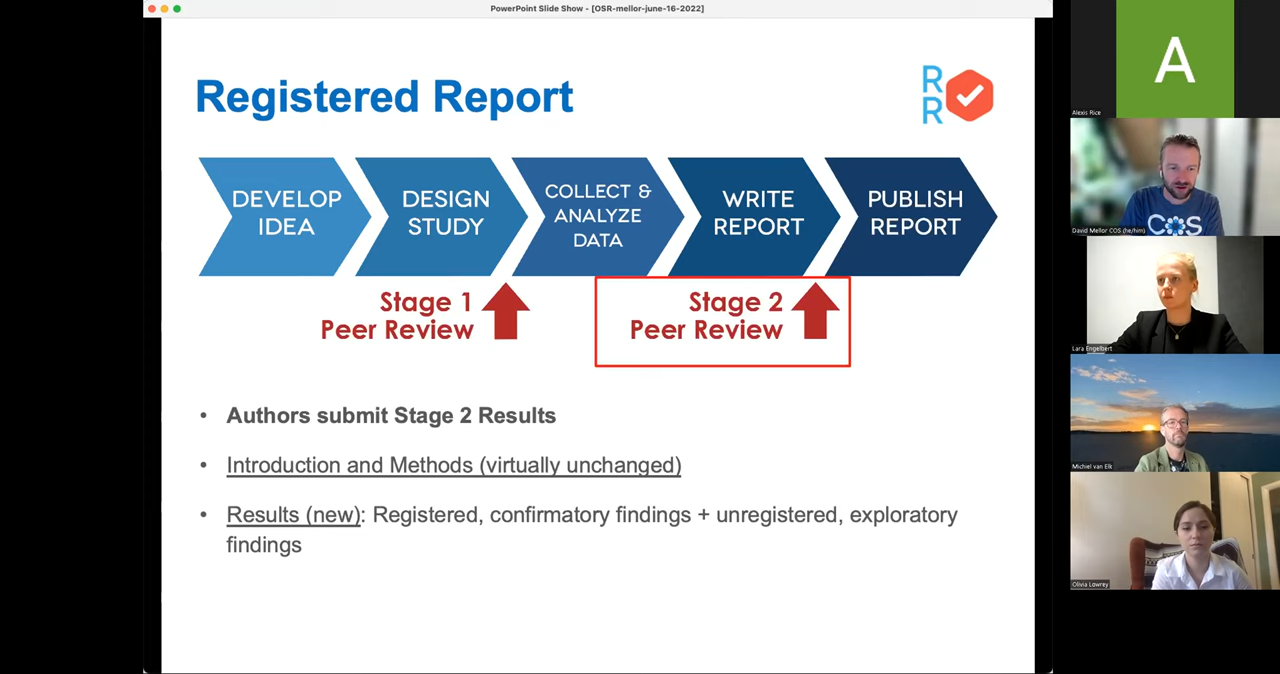 PowerPoint Slide Show - [OSR-mellor-june-16-2022]
Registered Report
R
R
DEVELOP
IDEA
DESIGN
STUDY
COLLECT &
ANALYZE
DATA
WRITE
REPORT
PUBLISH
REPORT
Stage 1
Peer Review
Stage 2
Peer Review
• Authors submit Stage 2 Results
• Introduction and Methods (virtually unchanged)
• Results (new): Registered, confirmatory findings + unregistered, exploratory
findings
A
Alexis Rice
COS
David Mellor COS (he/him)
Lara Engelbert
Michiel van Elk
Olivia Lowrey